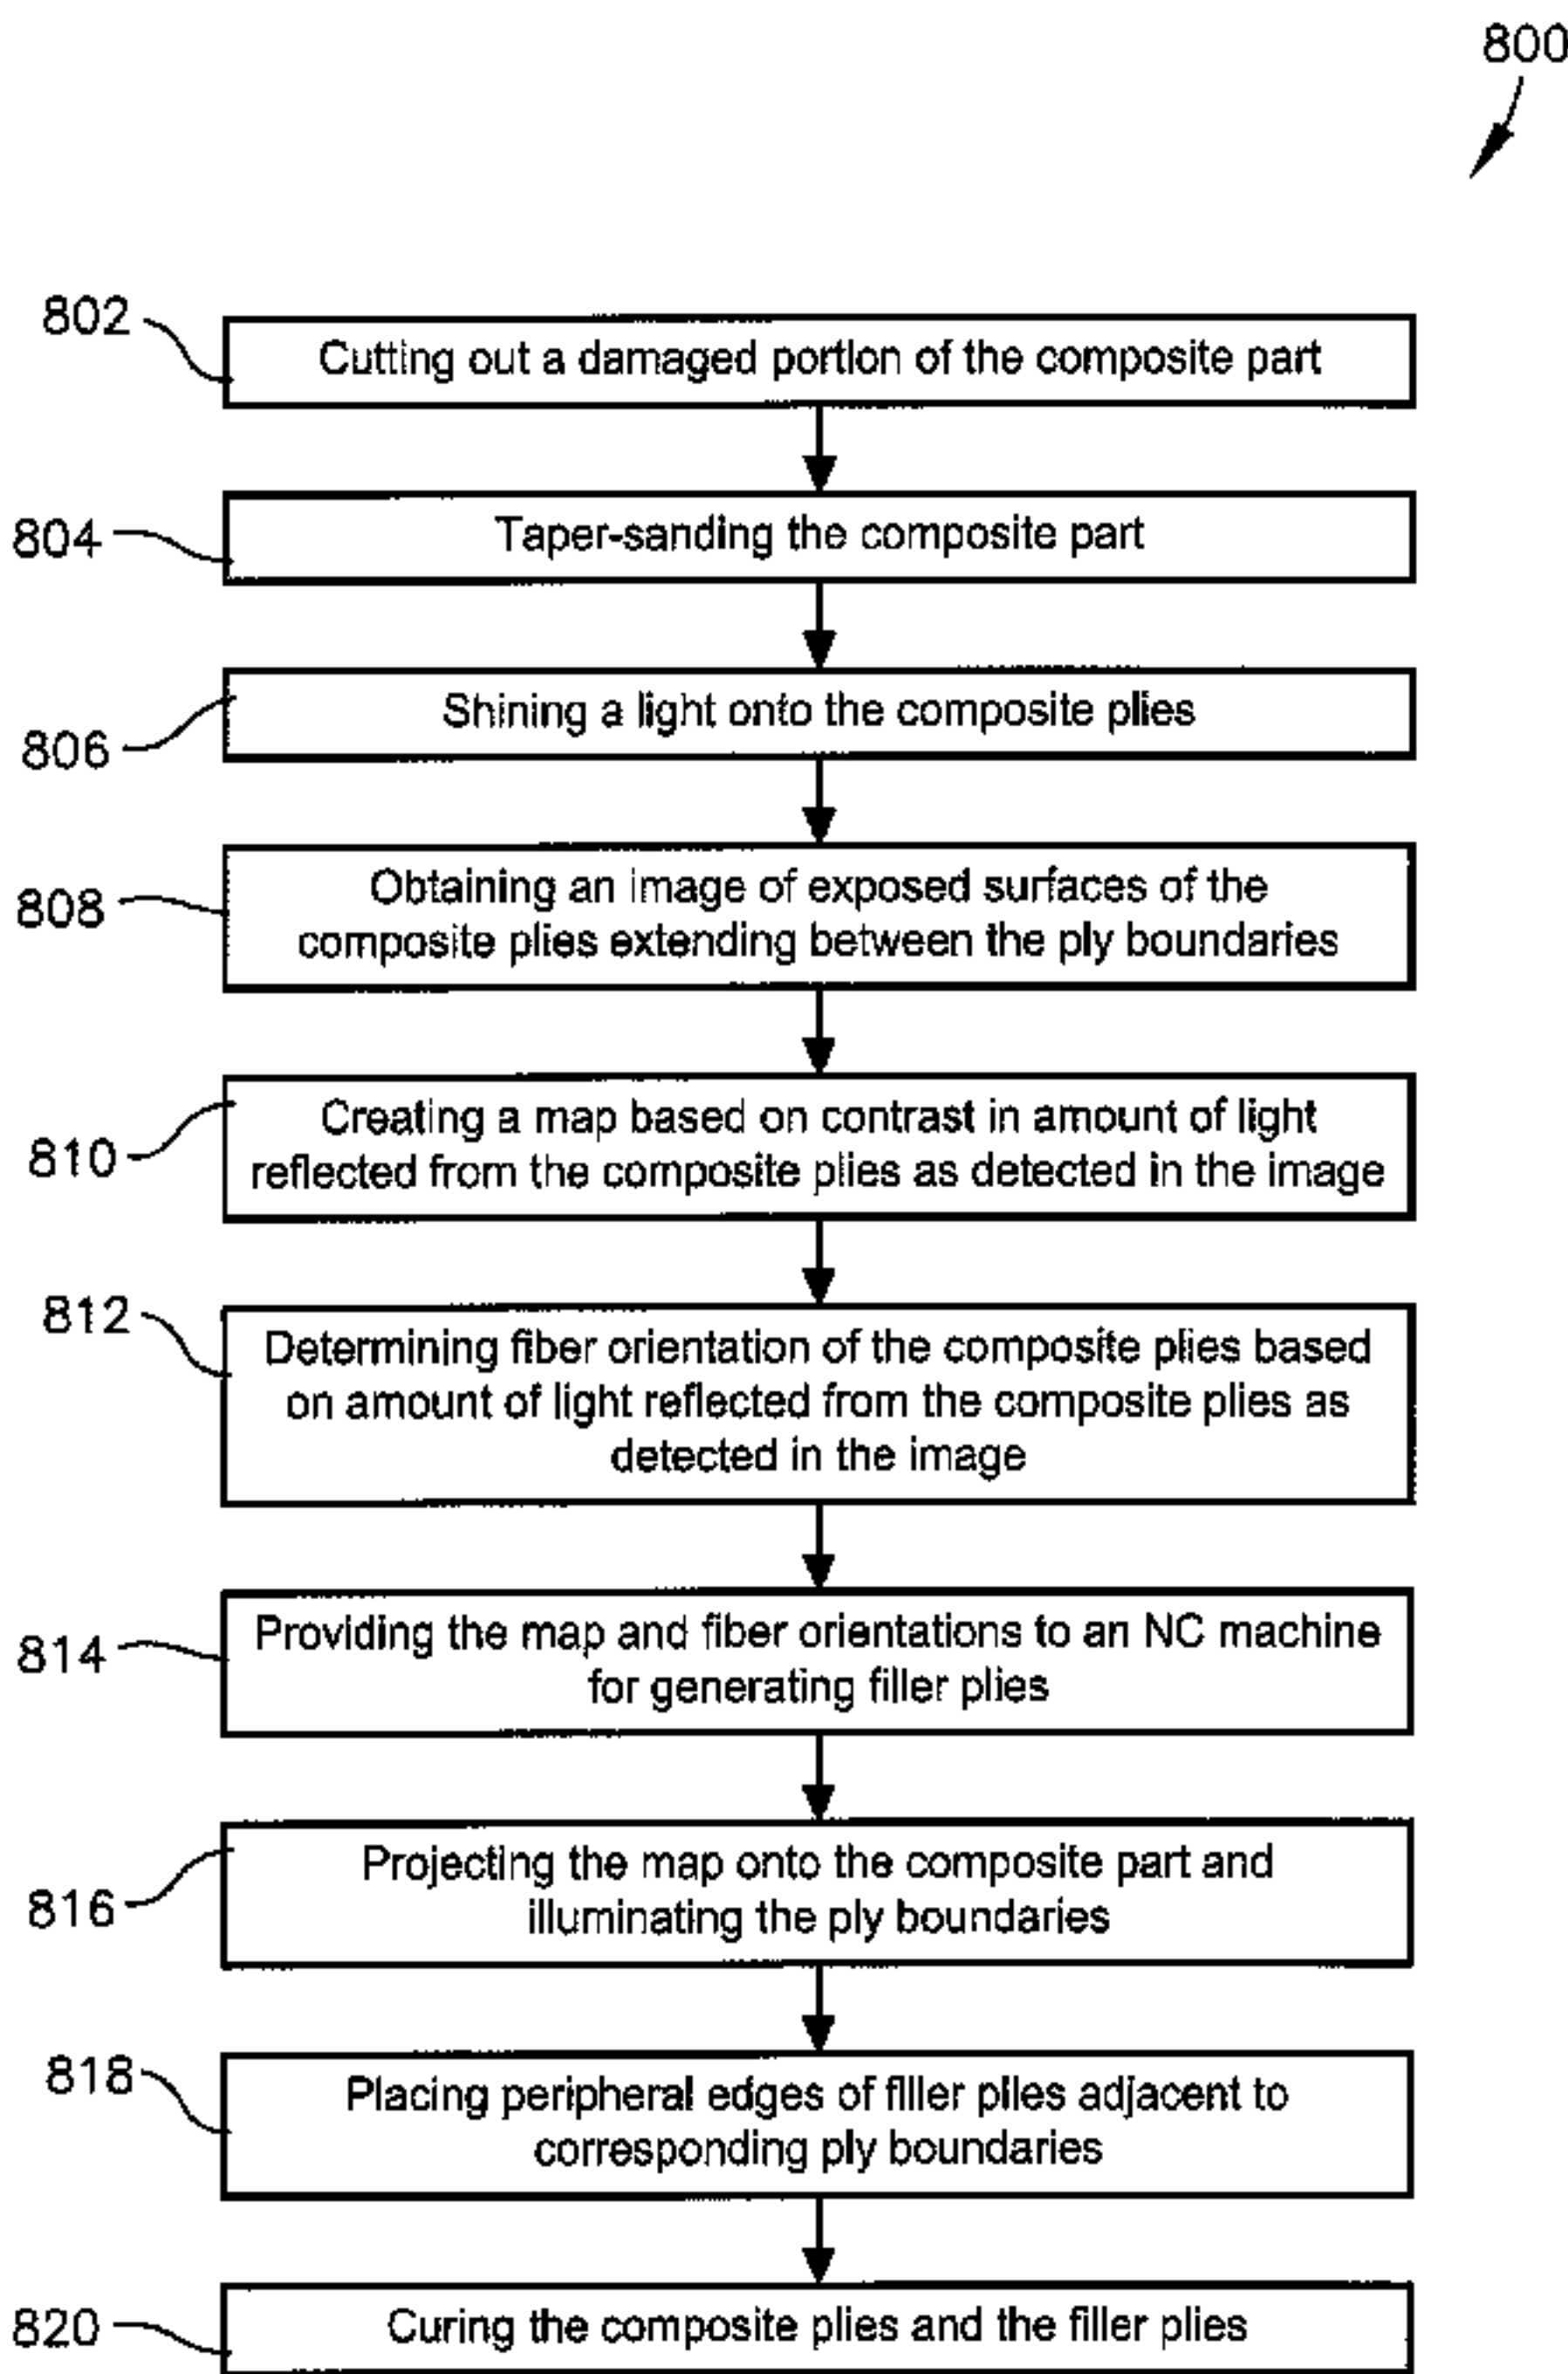 800
802
Cutting out a damaged portion of the composite part
804
Taper-sanding the composite part
806
Shining a light onto the composite plies
808
Obtaining an image of exposed surfaces of the
composite plies extending between the ply boundaries
810
Creating a map based on contrast in amount of light
reflected from the composite plies as detected in the image
812
Determining fiber orientation of the composite plies based
on amount of light reflected from the composite plies as
detected in the image
814
Providing the map and fiber orientations to an NC machine
for generating filler plies
816
Projecting the map onto the composite part and
illuminating the ply boundaries
818
Placing peripheral edges of filler plies adjacent to
corresponding ply boundaries
820
Curing the composite plies and the filler plies